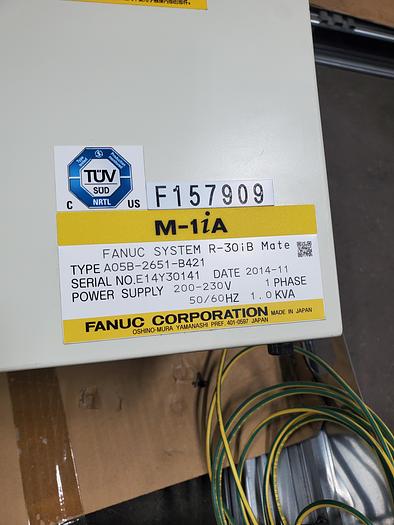 TÜV
SÜD
C NRTL US
F157909
M-1iA
FANUC SYSTEM R-30iB Mate
TYPE A05B-2651-B421
SERIAL NO.E14Y30141 DATE 2014-11
POWER SUPPLY 200-230V 1 PHASE
50/60HZ 1.0 KVA
FANUC CORPORATION MADE IN JAPAN
OSHINO-MURA YAMANASHI PREF. 401-0597 JAPAN